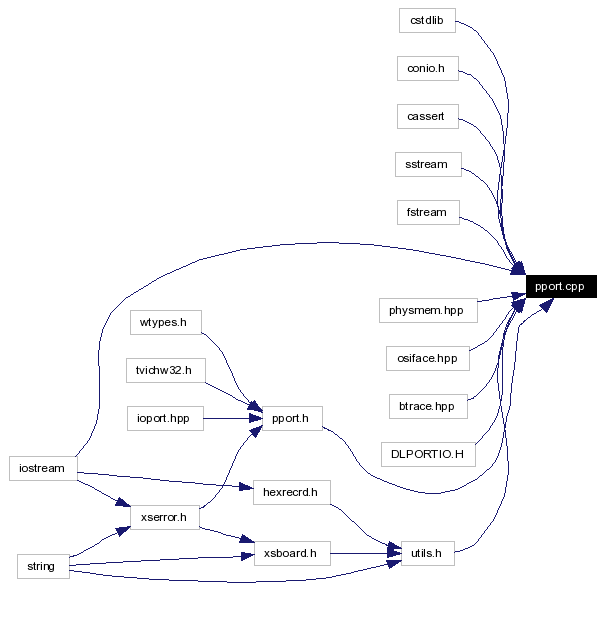 cstdlib
conio.h
cassert
sstream
fstream
pport.cpp
physmem.hpp
wtypes.h
osiface.hpp
tvichw32.h
btrace.hpp
ioport.hpp
pport.h
DLPORTIO.H
iostream
hexrecrd.h
xserror.h
xsboard.h
utils.h
string